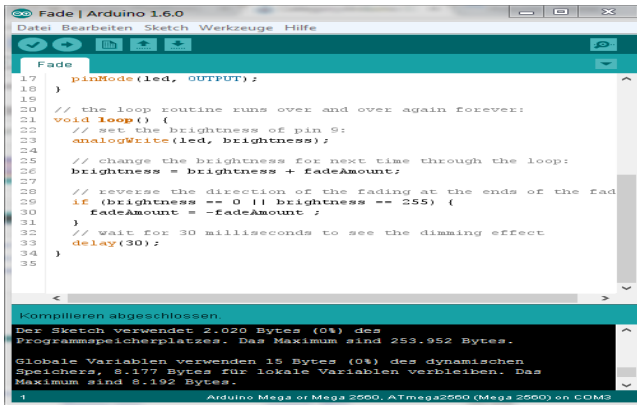 Fade | Arduino 1.6.0
Datei Bearbeiten Sketch Werkzeuge Hilfe
Fade
17 pinMode(led, OUTPUT);
18 }
19
20 // the loop routine runs over and over again forever:
21 void loop() {
22 // set the brightness of pin 9:
23 analogWrite(led, brightness);
24
25 // change the brightness for next time through the loop:
26 brightness = brightness + fadeAmount;
27
28 // reverse the direction of the fading at the ends of the fad
29 if (brightness == 0 || brightness == 255) {
30 fadeAmount = -fadeAmount ;
31 }
32 // wait for 30 milliseconds to see the dimming effect
33 delay(30);
34 }
35
Kompilieren abgeschlossen.
Der Sketch verwendet 2.020 Bytes (0%) des
Programmspeicherplatzes. Das Maximum sind 253.952 Bytes.
Globale Variablen verwenden 15 Bytes (0%) des dynamischen
Speichers, 8.177 Bytes für lokale Variablen verbleiben. Das
Maximum sind 8.192 Bytes.
1 Arduino Mega or Mega 2560, ATmega2560 (Mega 2560) on COM3